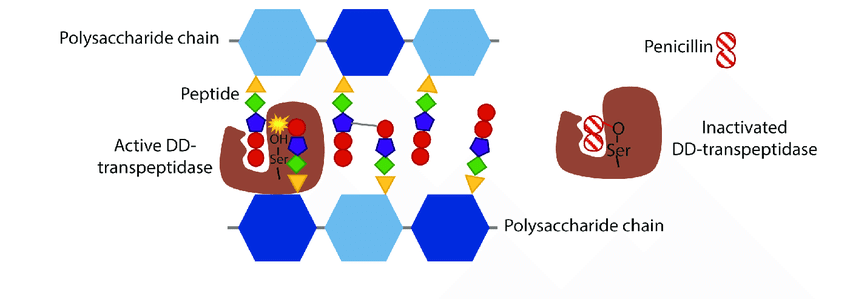 Polysaccharide chain
Penicillin
Peptide
Active DD-
transpeptidase
OH
Ser
O
Ser
Inactivated
DD-transpeptidase
Polysaccharide chain